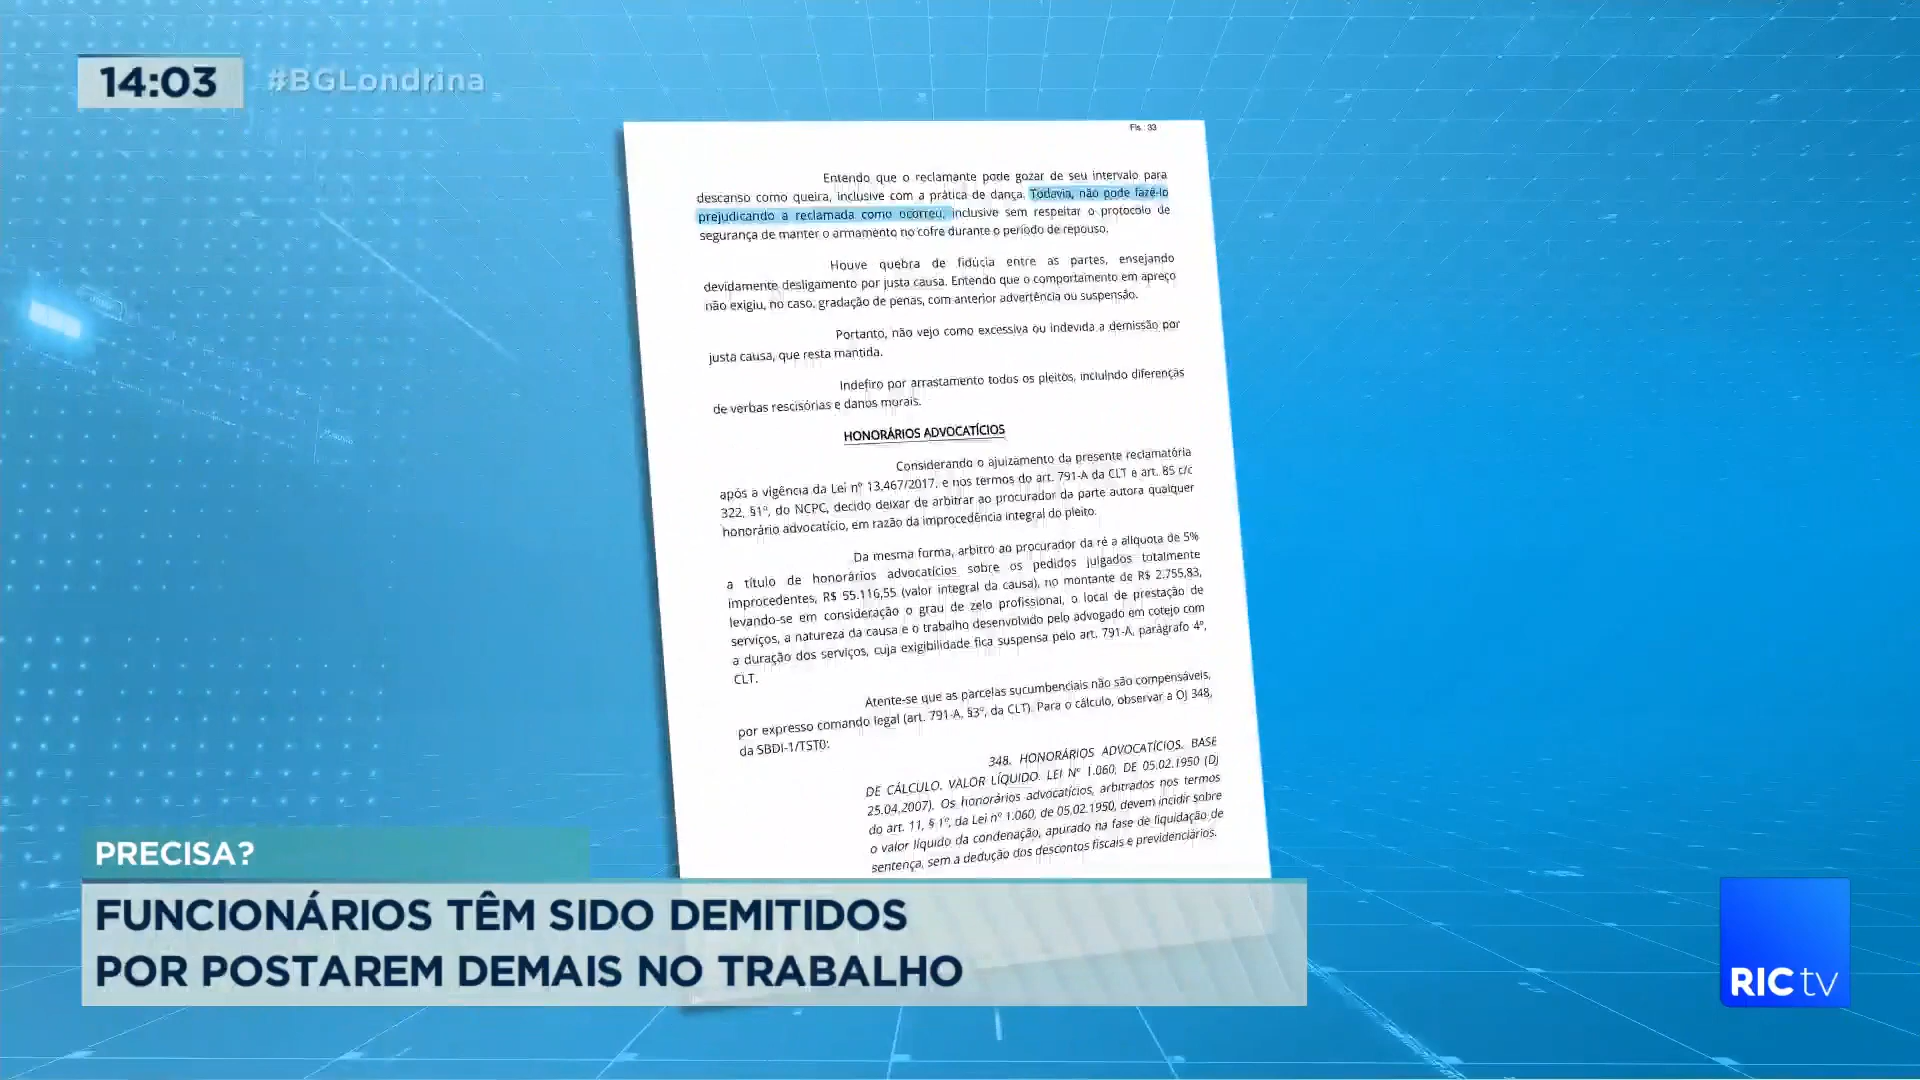 14:03
#BGLondrina
Fls.: 33
Entendo que o reclamante pode gozar de seu intervalo para
descanso como queira, inclusive com a prática de dança. Todavia, não pode fazê-lo
prejudicando a reclamada como ocorreu, inclusive sem respeitar o protocolo de
segurança de manter o armamento no cofre durante o período de repouso.
Houve quebra de fidúcia entre as partes, ensejando
devidamente desligamento por justa causa. Entendo que o comportamento em apreço
não exigiu, no caso, gradação de penas, com anterior advertência ou suspensão.
Portanto, não vejo como excessiva ou indevida a demissão por
justa causa, que resta mantida.
Indefiro por arrastamento todos os pleitos, incluindo diferenças
de verbas rescisórias e danos morais.
HONORÁRIOS ADVOCATÍCIOS
Considerando o ajuizamento da presente reclamatória
após a vigência da Lei nº 13.467/2017, e nos termos do art. 791-A da CLT e art. 85 c/c
322, §1º, do NCPC, decido deixar de arbitrar ao procurador da parte autora qualquer
honorário advocatício, em razão da improcedência integral do pleito.
Da mesma forma, arbitro ao procurador da ré a alíquota de 5%
a título de honorários advocatícios sobre os pedidos julgados totalmente
improcedentes, R$ 55.116,55 (valor integral da causa), no montante de R$ 2.755,83,
levando-se em consideração o grau de zelo profissional, o local de prestação de
serviços, a natureza da causa e o trabalho desenvolvido pelo advogado em cotejo com
a duração dos serviços, cuja exigibilidade fica suspensa pelo art. 791-A, parágrafo 4º,
CLT.
Atente-se que as parcelas sucumbenciais não são compensáveis,
por expresso comando legal (art. 791-A, §3º, da CLT). Para o cálculo, observar a OJ 348,
da SBDI-1/TST0:
348. HONORÁRIOS ADVOCATÍCIOS. BASE
DE CÁLCULO. VALOR LÍQUIDO. LEI Nº 1.060, DE 05.02.1950 (DJ
25.04.2007). Os honorários advocatícios, arbitrados nos termos
do art. 11, § 1º, da Lei nº 1.060, de 05.02.1950, devem incidir sobre
o valor líquido da condenação, apurado na fase de liquidação de
sentença, sem a dedução dos descontos fiscais e previdenciários.
PRECISA?
FUNCIONÁRIOS TÊM SIDO DEMITIDOS
POR POSTAREM DEMAIS NO TRABALHO
RIC tv